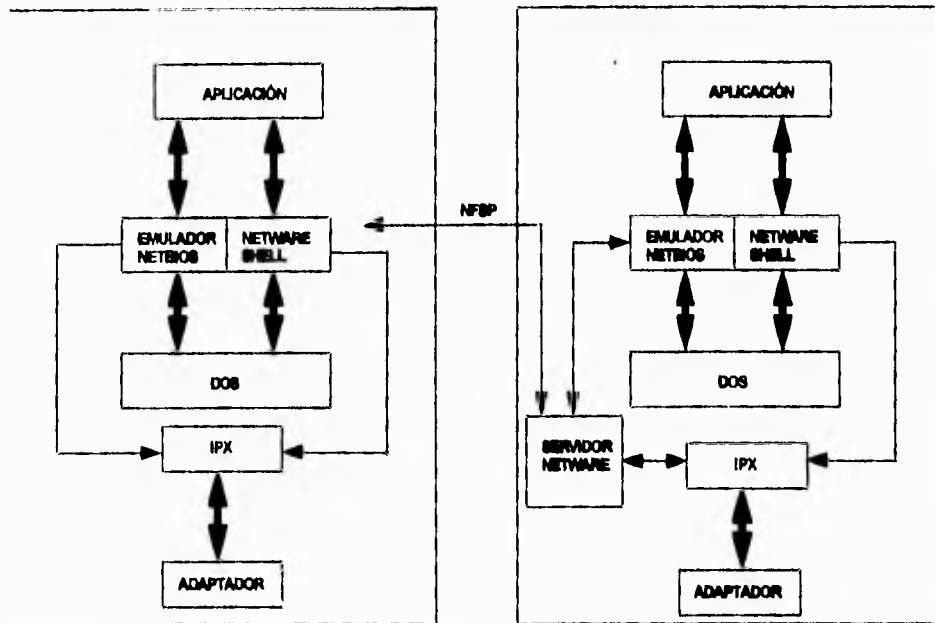 APLICACIÓN
EMULADOR NETWARE
NETBIOS SHELL
DOS
IPX
ADAPTADOR
NFSP
APLICACIÓN
EMULADOR NETWARE
NETBIOS SHELL
DOS
SERVIDOR
NETWARE
IPX
ADAPTADOR